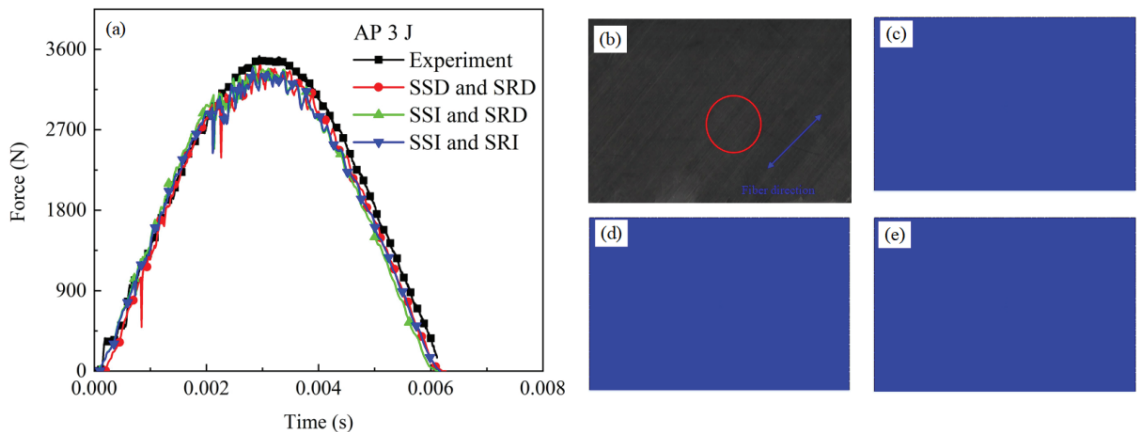 (a)
AP 3 J
Experiment
SSD and SRD
SSI and SRD
SSI and SRI
3600
2700
1800
900
0
Force (N)
0.000
0.002
0.004
0.006
0.008
Time (s)
(b)
Fiber direction
(c)
(d)
(e)